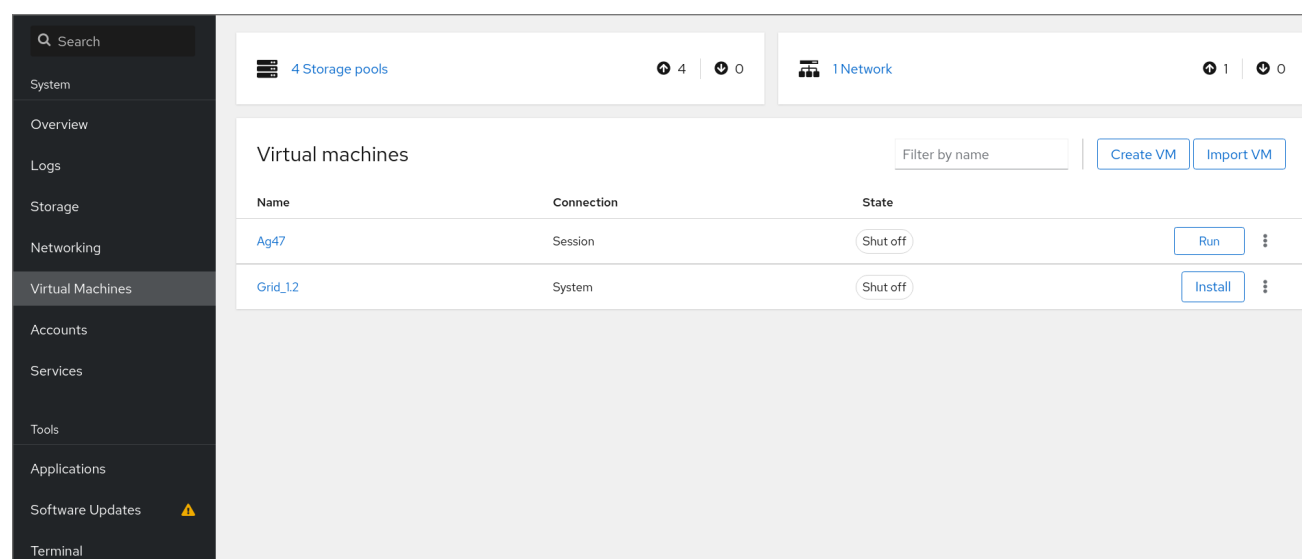 Search
System
Overview
Logs
Storage
Networking
Virtual Machines
Accounts
Services
Tools
Applications
Software Updates
Terminal
4 Storage pools 4 0
1 Network 1 0
Virtual machines Filter by name Create VM Import VM
Name Connection State
Ag47 Session Shut off Run
Grid_1.2 System Shut off Install